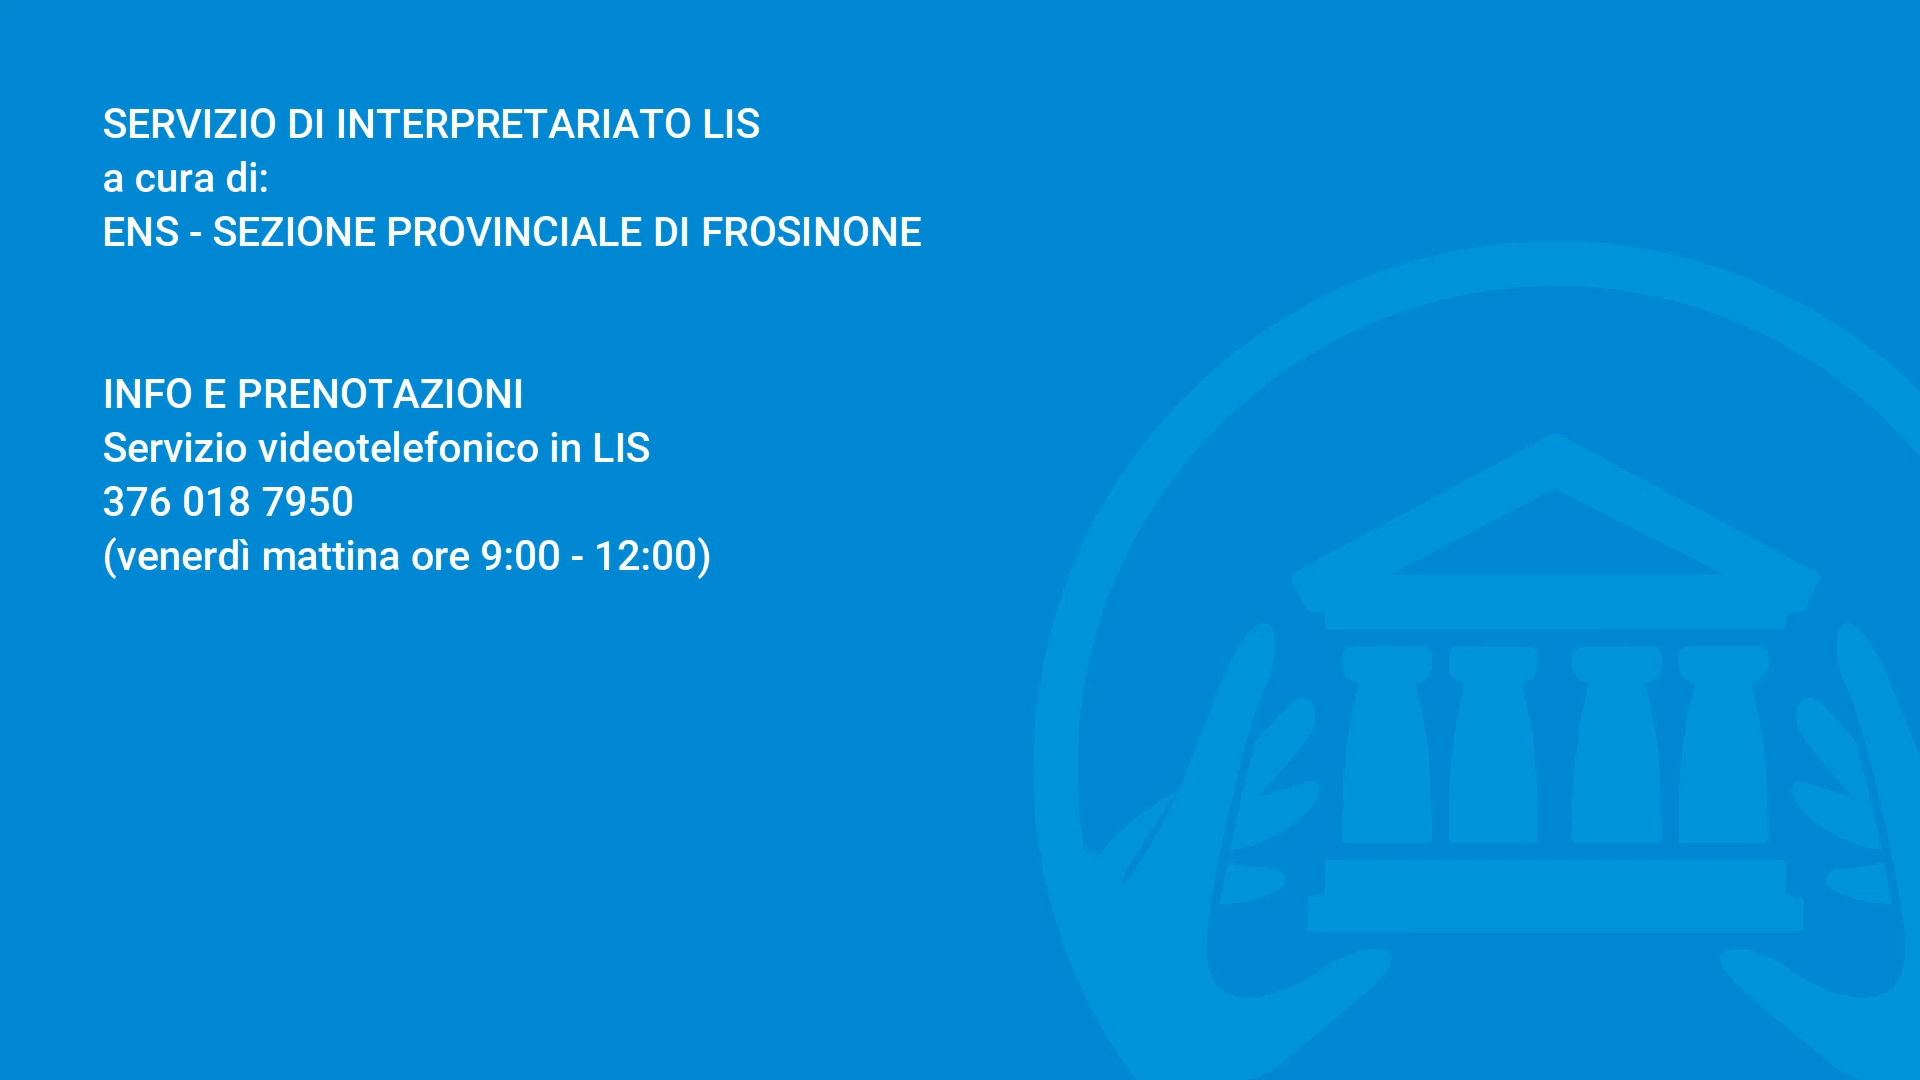 SERVIZIO DI INTERPRETARIATO LIS
a cura di:
ENS - SEZIONE PROVINCIALE DI FROSINONE
INFO E PRENOTAZIONI
Servizio videotelefonico in LIS
376 018 7950
(venerdì mattina ore 9:00 - 12:00)